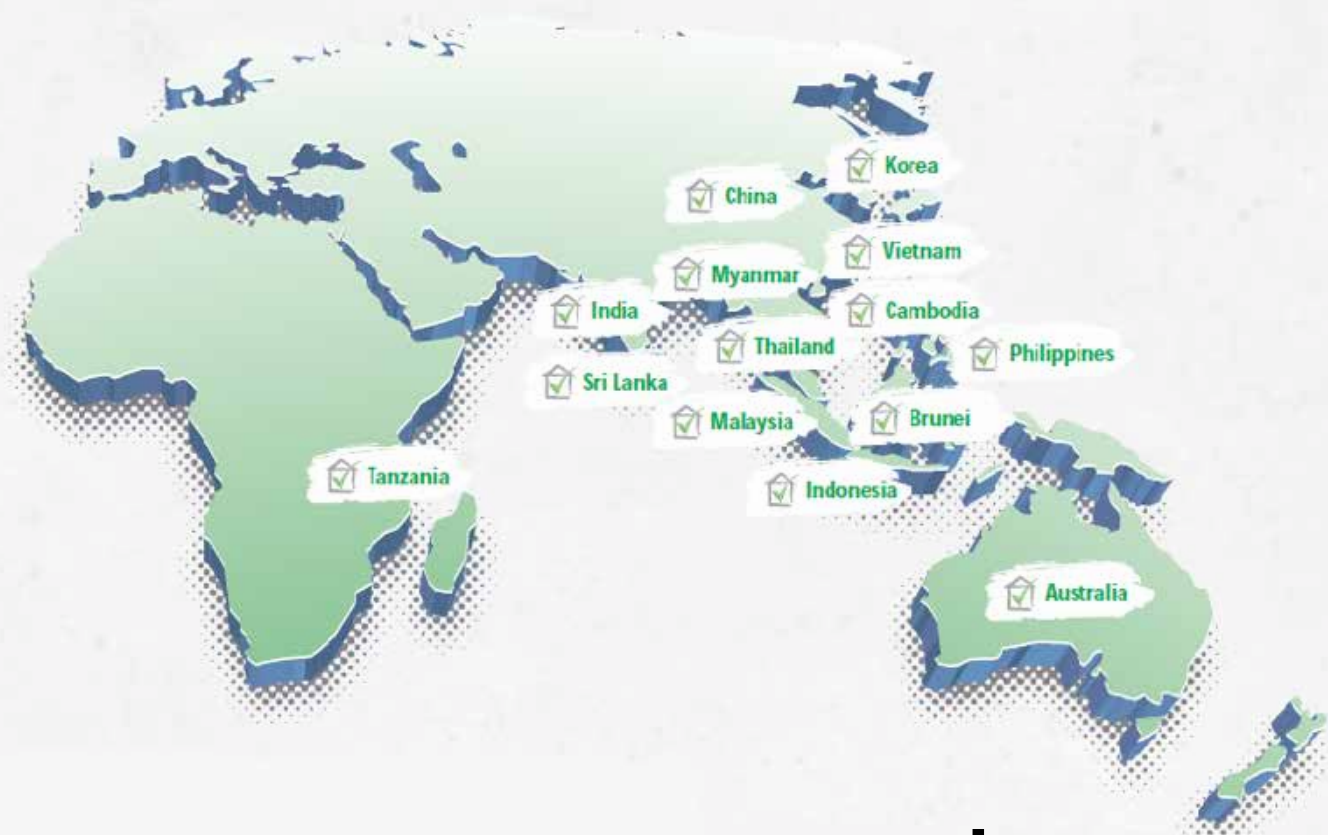 Korea
China
Vietnam
Myanmar
India
Cambodia
Thailand
Philippines
Sri Lanka
Malaysia
Brunei
Tanzania
Indonesia
Australia